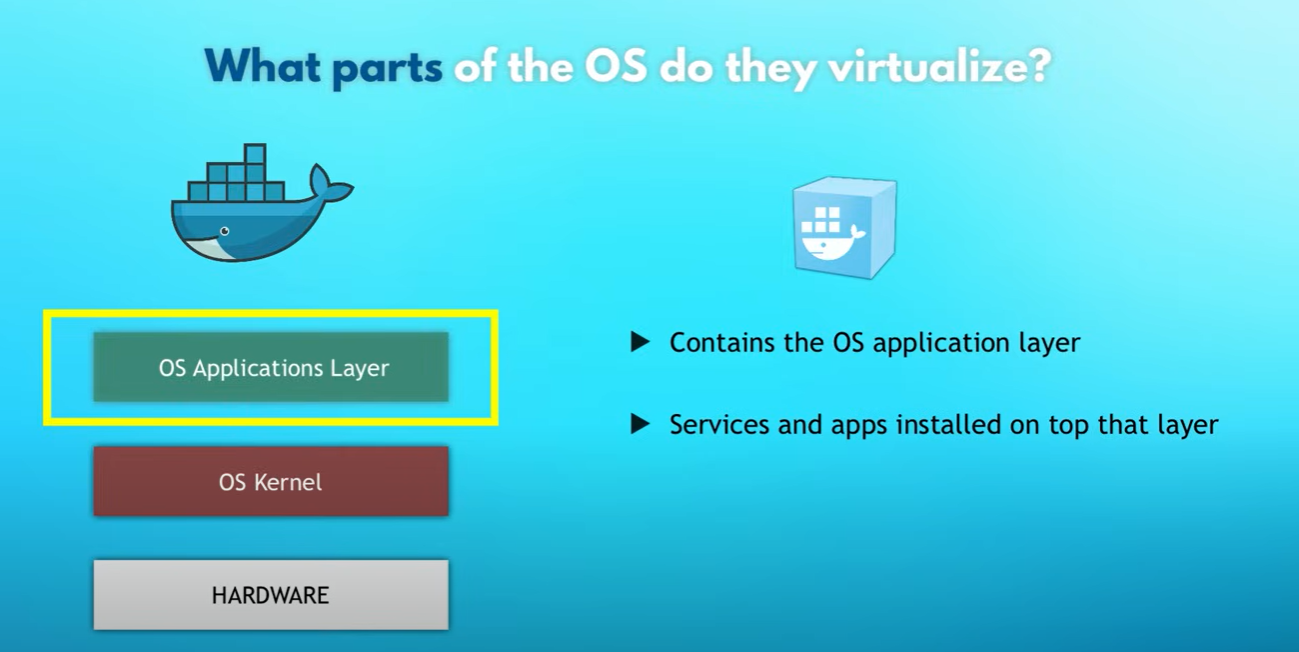 What parts of the OS do they virtualize?
OS Applications Layer
OS Kernel
HARDWARE
Contains the OS application layer
Services and apps installed on top that layer